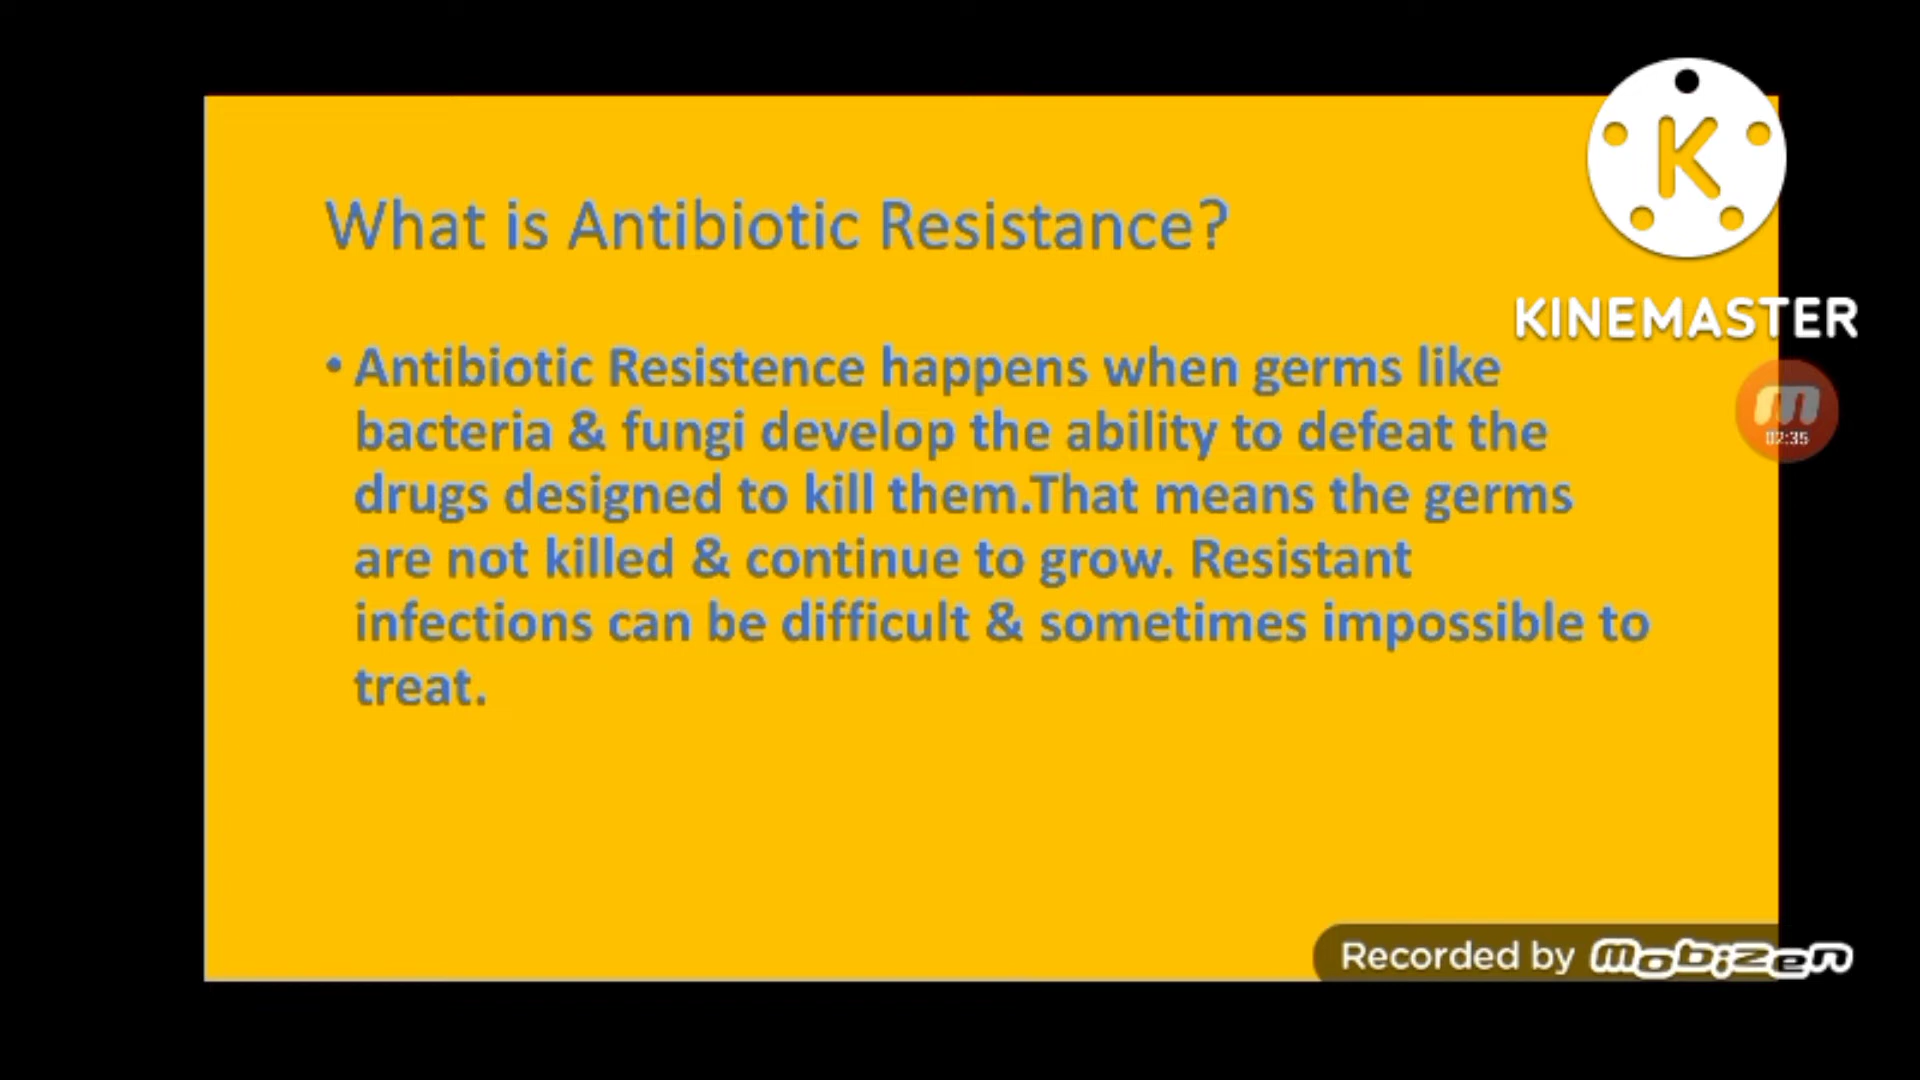 What is Antibiotic Resistance?
• Antibiotic Resistence happens when germs like
bacteria & fungi develop the ability to defeat the
drugs designed to kill them.That means the germs
are not killed & continue to grow. Resistant
infections can be difficult & sometimes impossible to
treat.
K
KINEMASTER
m
02:35
Recorded by mobizen